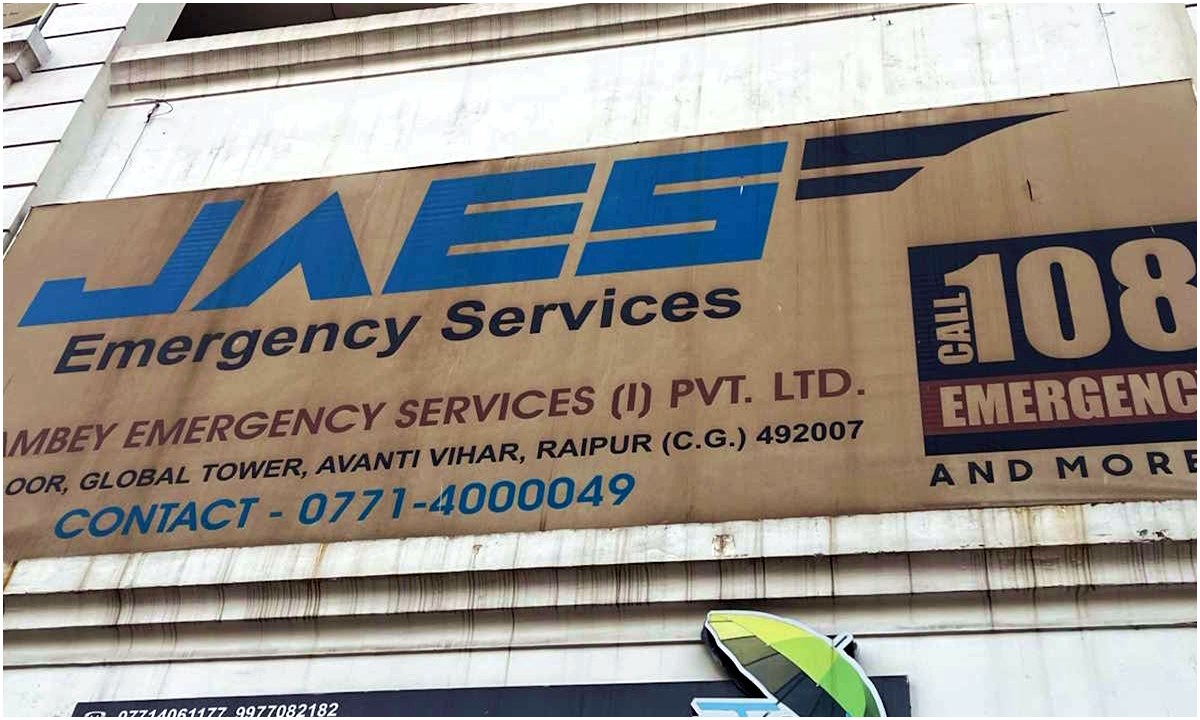 JAES
Emergency Services
AMBEY EMERGENCY SERVICES (I) PVT. LTD.
OOR, GLOBAL TOWER, AVANTI VIHAR, RAIPUR (C.G.) 492007
CONTACT - 0771-4000049
CALL 108
EMERGENC
AND MORE
07714061177, 9977082182